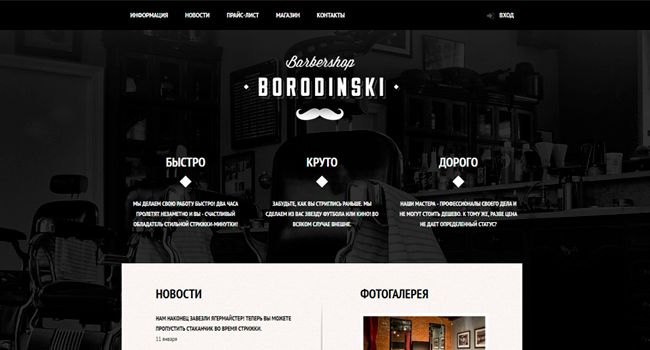 ИНФОРМАЦИЯ НОВОСТИ ПРАЙС-ЛИСТ МАГАЗИН КОНТАКТЫ ВХОД
Barbershop
BORODINSKI
БЫСТРО
МЫ ДЕЛАЕМ СВОЮ РАБОТУ БЫСТРО! ДВА ЧАСА
ПРОЛЕТЯТ НЕЗАМЕТНО И ВЫ - СЧАСТЛИВЫЙ
ОБЛАДАТЕЛЬ СТИЛЬНОЙ СТРИЖКИ-МИНУТКИ!
КРУТО
ЗАБУДЬТЕ, КАК ВЫ СТРИГЛИСЬ РАНЬШЕ. МЫ
СДЕЛАЕМ ИЗ ВАС ЗВЕЗДУ ФУТБОЛА ИЛИ КИНО! ВО
ВСЯКОМ СЛУЧАЕ ВНЕШНЕ.
ДОРОГО
НАШИ МАСТЕРА - ПРОФЕССИОНАЛЫ СВОЕГО ДЕЛА И
НЕ МОГУТ СТОИТЬ ДЕШЕВО. К ТОМУ ЖЕ, РАЗВЕ ЦЕНА
НЕ ДАЕТ ОПРЕДЕЛЕННЫЙ СТАТУС?
НОВОСТИ
НАМ НАКОНЕЦ ЗАВЕЗЛИ ЯГЕРМАЙСТЕР! ТЕПЕРЬ ВЫ МОЖЕТЕ
ПРОПУСТИТЬ СТАКАНЧИК ВО ВРЕМЯ СТРИЖКИ.
11 января
ФОТОГАЛЕРЕЯ